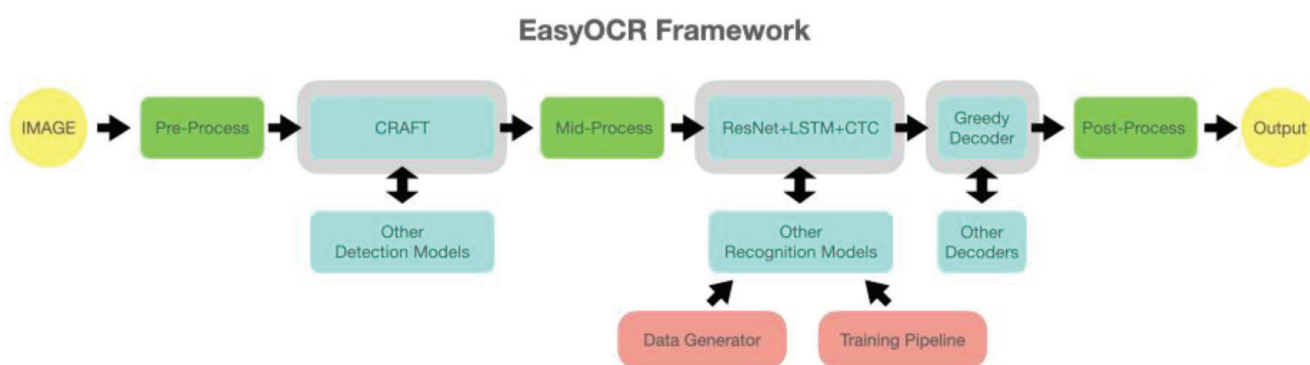 EasyOCR Framework
IMAGE
Pre-Process
CRAFT
Mid-Process
ResNet+LSTM+CTC
Greedy
Decoder
Post-Process
Output
Other
Detection Models
Other
Recognition Models
Other
Decoders
Data Generator
Training Pipeline